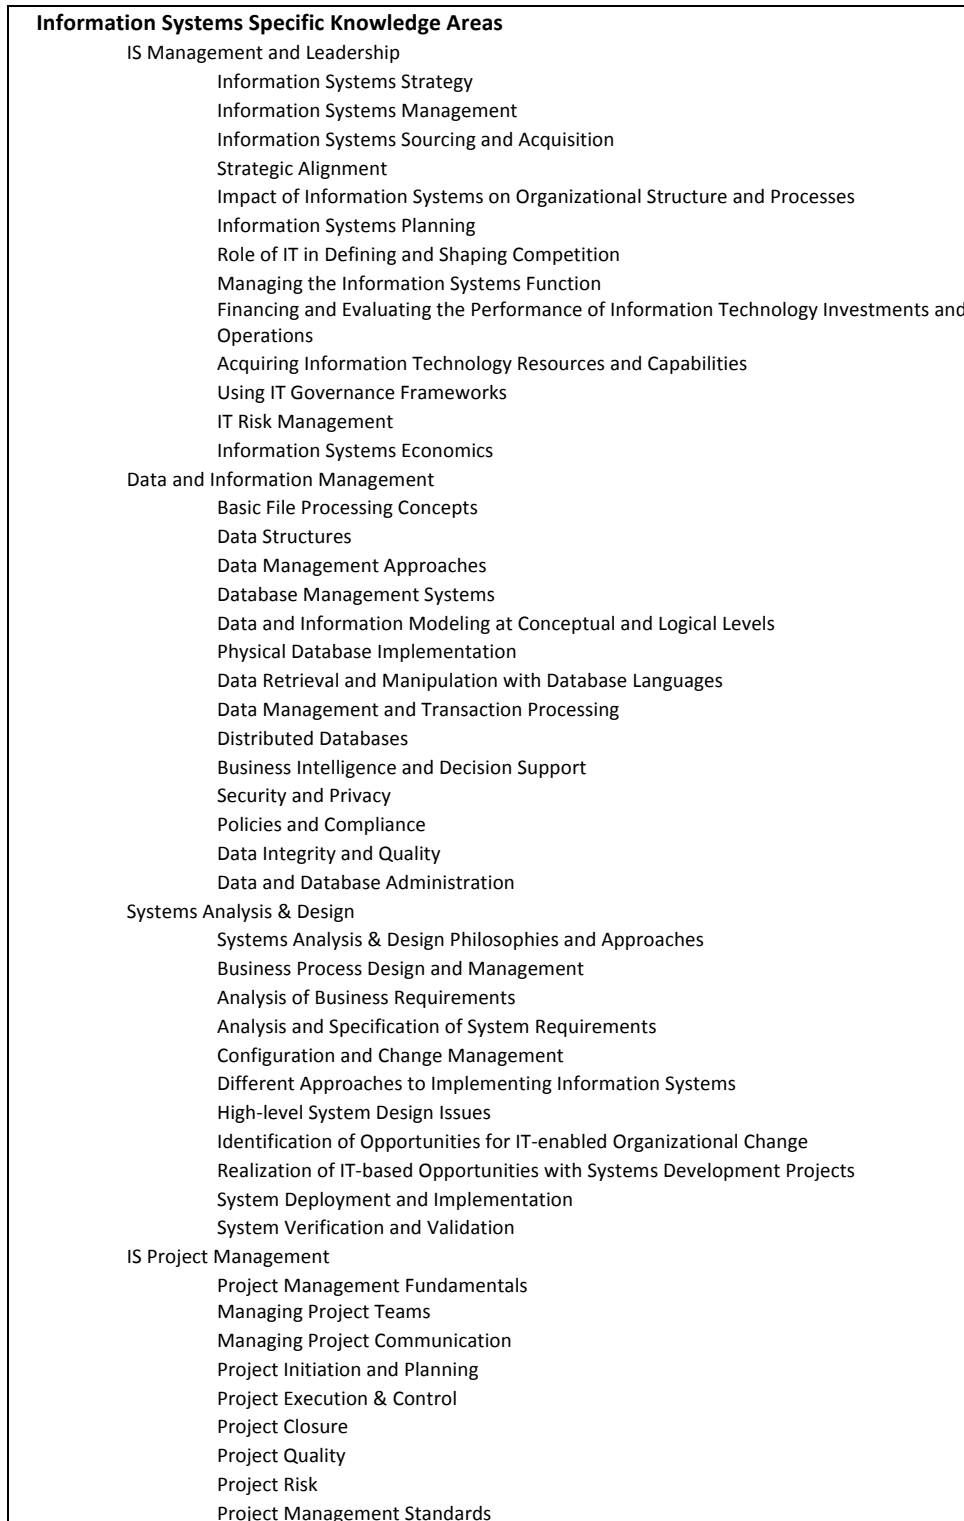 Information Systems Specific Knowledge Areas
IS Management and Leadership
Information Systems Strategy
Information Systems Management
Information Systems Sourcing and Acquisition
Strategic Alignment
Impact of Information Systems on Organizational Structure and Processes
Information Systems Planning
Role of IT in Defining and Shaping Competition
Managing the Information Systems Function
Financing and Evaluating the Performance of Information Technology Investments and
Operations
Acquiring Information Technology Resources and Capabilities
Using IT Governance Frameworks
IT Risk Management
Information Systems Economics
Data and Information Management
Basic File Processing Concepts
Data Structures
Data Management Approaches
Database Management Systems
Data and Information Modeling at Conceptual and Logical Levels
Physical Database Implementation
Data Retrieval and Manipulation with Database Languages
Data Management and Transaction Processing
Distributed Databases
Business Intelligence and Decision Support
Security and Privacy
Policies and Compliance
Data Integrity and Quality
Data and Database Administration
Systems Analysis & Design
Systems Analysis & Design Philosophies and Approaches
Business Process Design and Management
Analysis of Business Requirements
Analysis and Specification of System Requirements
Configuration and Change Management
Different Approaches to Implementing Information Systems
High-level System Design Issues
Identification of Opportunities for IT-enabled Organizational Change
Realization of IT-based Opportunities with Systems Development Projects
System Deployment and Implementation
System Verification and Validation
IS Project Management
Project Management Fundamentals
Managing Project Teams
Managing Project Communication
Project Initiation and Planning
Project Execution & Control
Project Closure
Project Quality
Project Risk
Project Management Standards